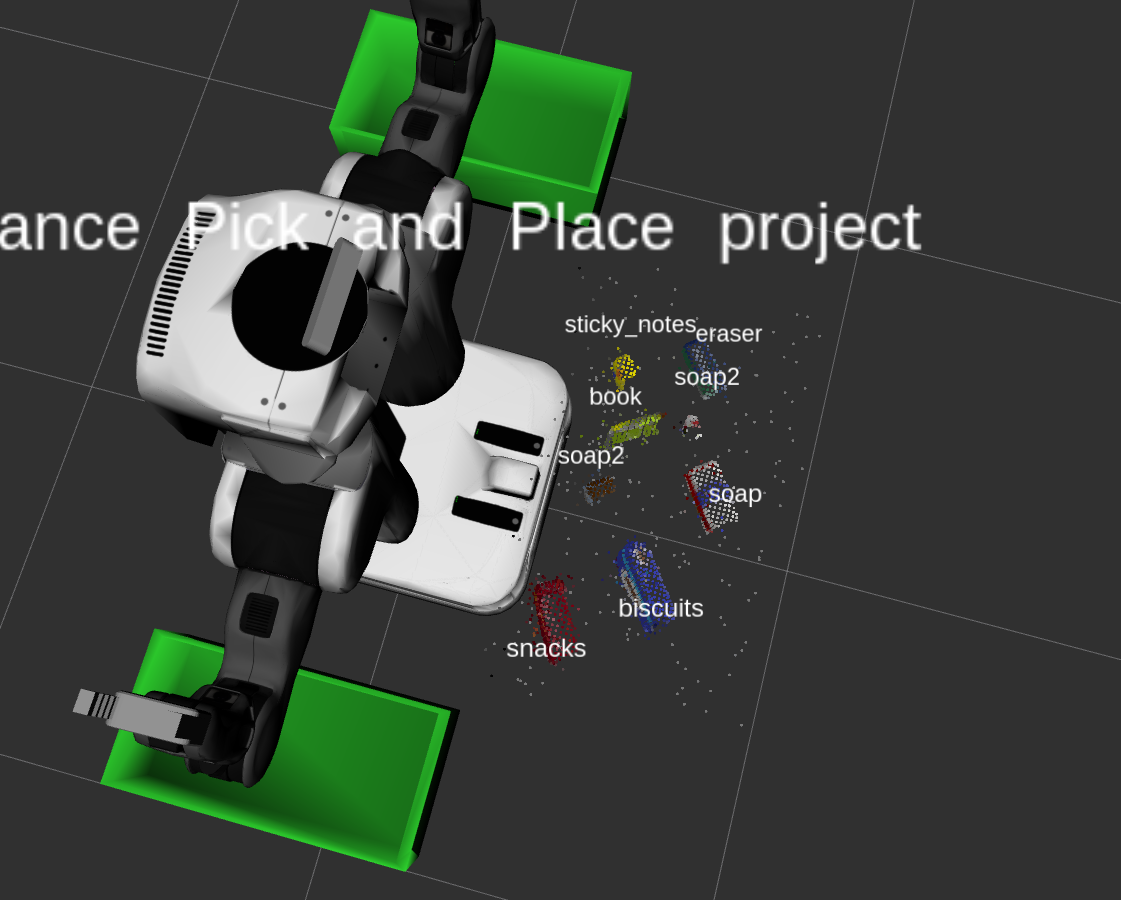 ance Pick and Place project
sticky_notes
eraser
soap2
book
soap2
soap
biscuits
snacks